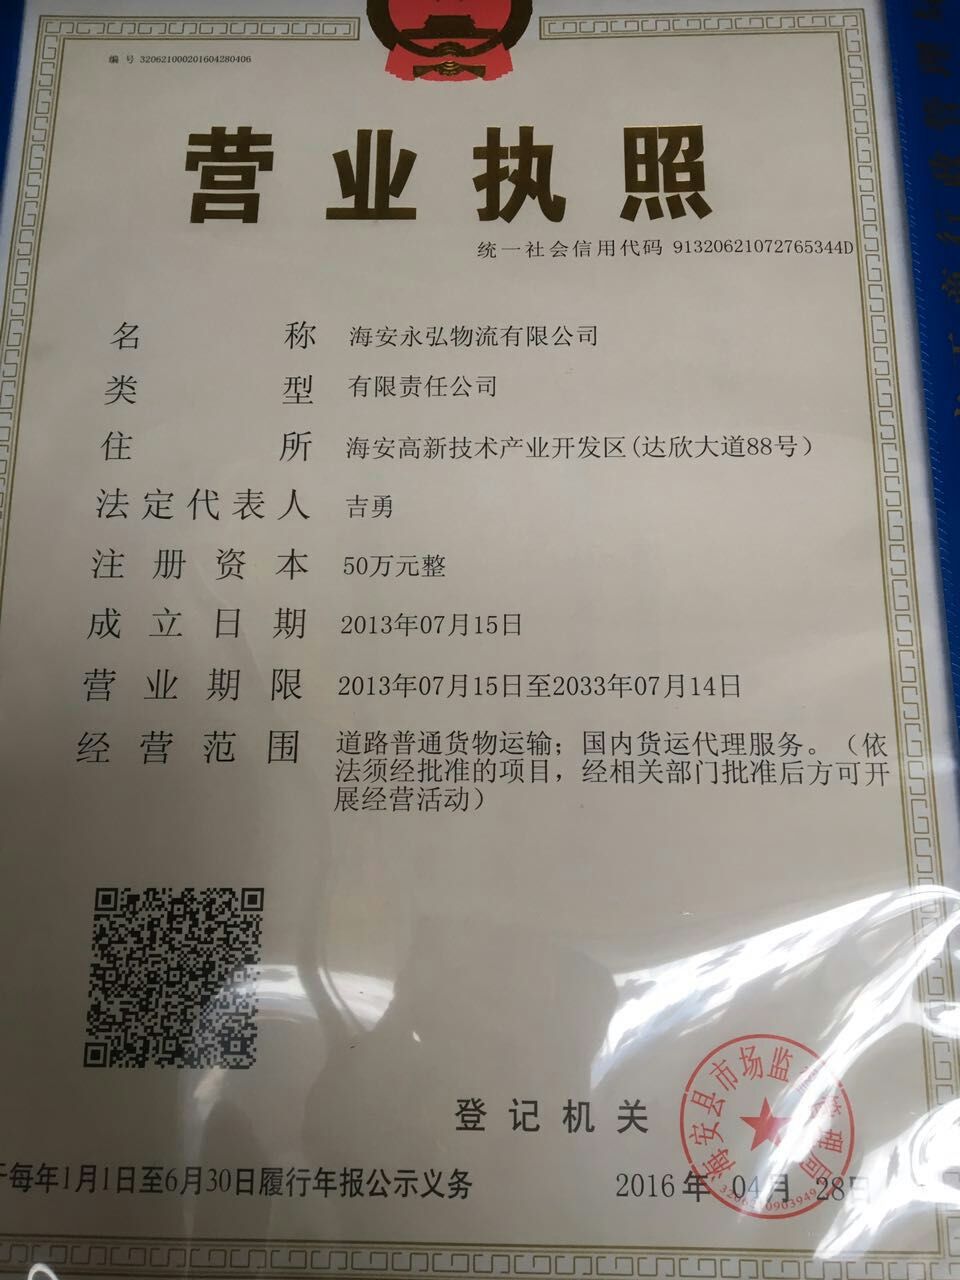 编 号 320621000201604280406
营业执照
统一社会信用代码 91320621072765344D
名称 海安永弘物流有限公司
类型 有限责任公司
住所 海安高新技术产业开发区(达欣大道88号)
法定代表人 吉勇
注册资本 50万元整
成立日期 2013年07月15日
营业期限 2013年07月15日至2033年07月14日
经营范围 道路普通货物运输；国内货运代理服务。（依
法须经批准的项目，经相关部门批准后方可开
展经营活动）
登记机关
海安县市场监督管理局
每年1月1日至6月30日履行年报公示义务
2016年 04月 28日